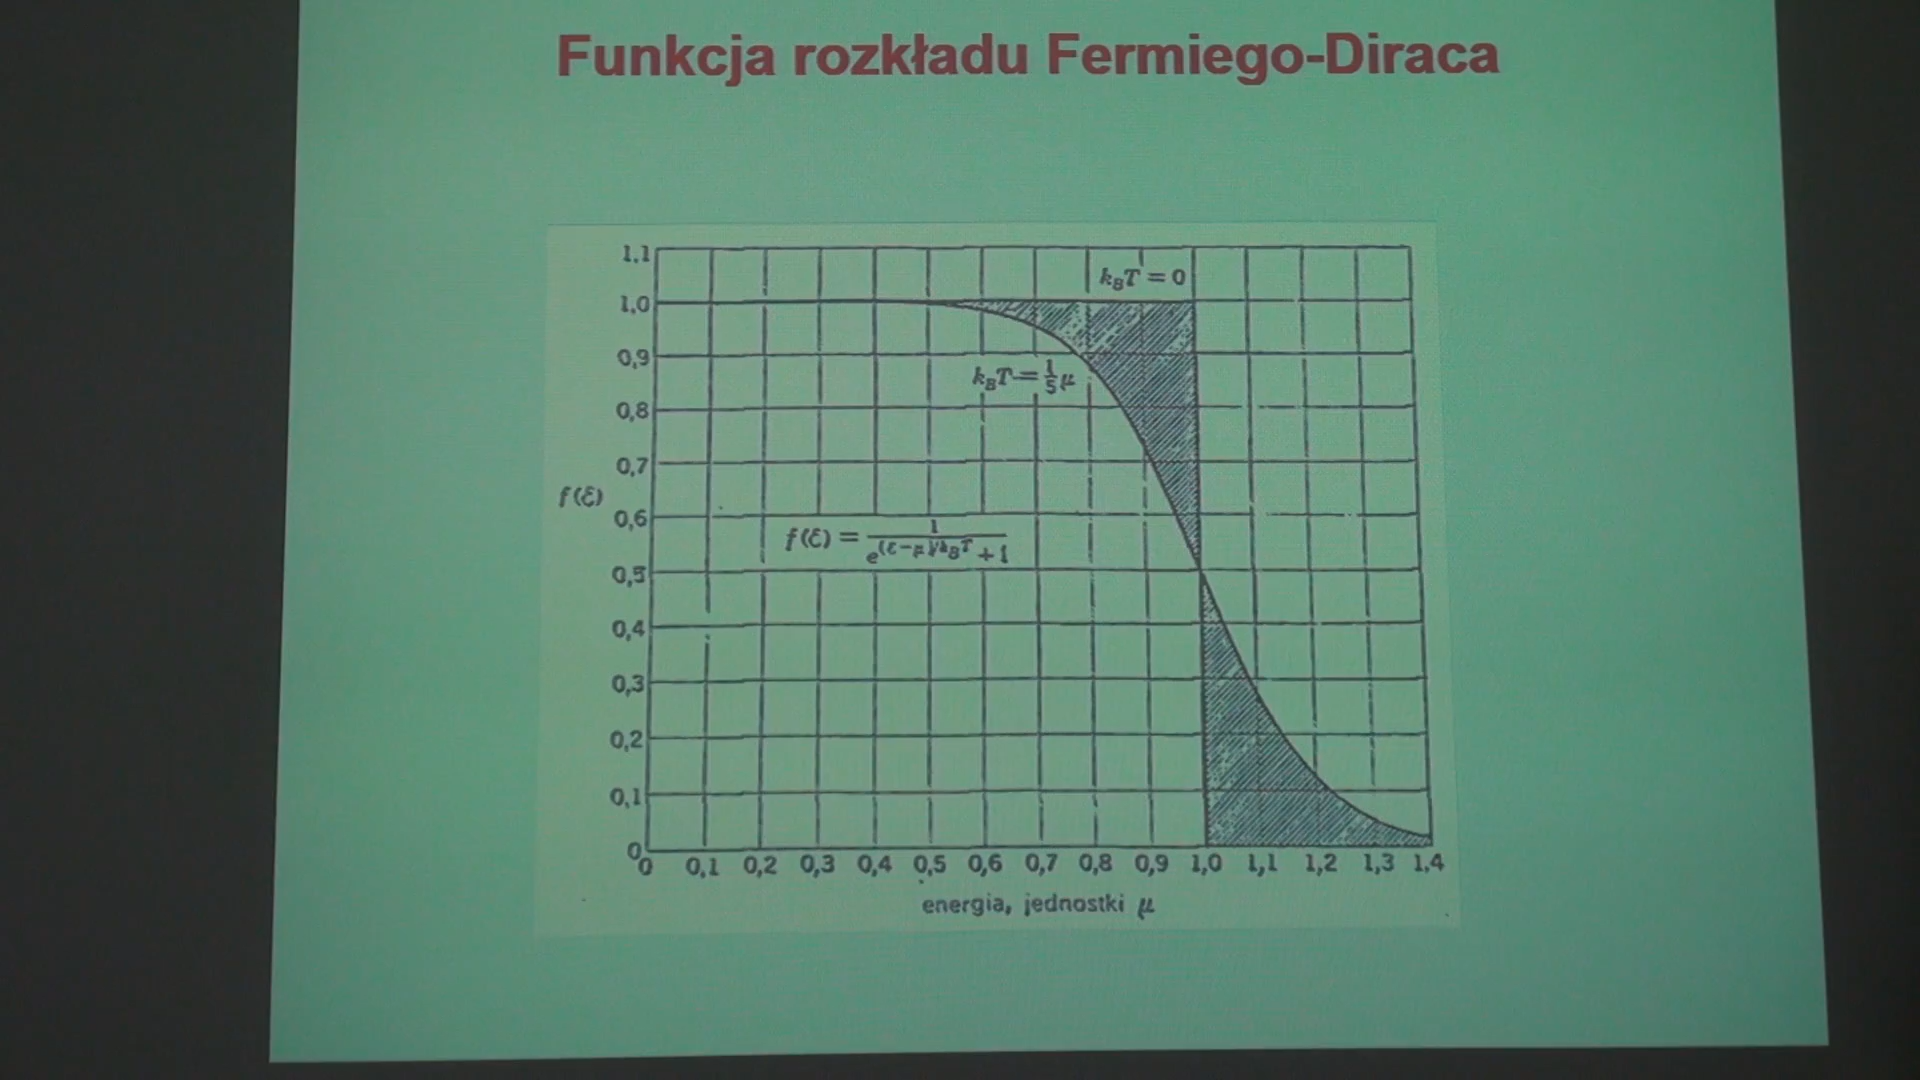 Funkcja rozkładu Fermiego-Diraca
1,1
k_BT = 0
1,0
0,9
k_BT = 1/5 μ
0,8
0,7
f(ε)
0,6
f(ε) = 1/(e^{(ε-μ)/k_BT} + 1)
0,5
0,4
0,3
0,2
0,1
0
0 0,1 0,2 0,3 0,4 0,5 0,6 0,7 0,8 0,9 1,0 1,1 1,2 1,3 1,4
energia, jednostki μ